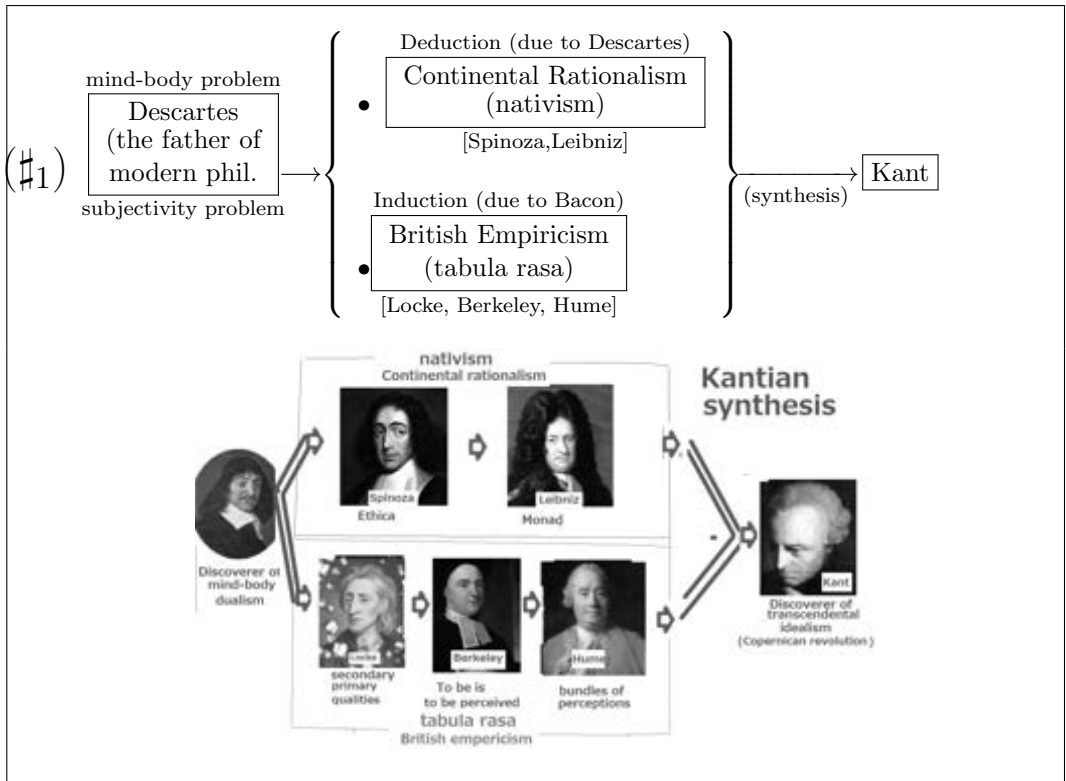 Deduction (due to Descartes)
mind-body problem
Continental Rationalism
(nativism)
[Spinoza,Leibniz]
(♯1)
Descartes
(the father of
modern phil.
subjectivity problem
Induction (due to Bacon)
British Empiricism
(tabula rasa)
[Locke, Berkeley, Hume]
(synthesis)
Kant
nativism
Continental rationalism
Kantian
synthesis
Spinoza
Ethica
Leibniz
Monad
Discoverer of
mind-body
dualism
Locke
secondary
primary
qualities
Berkeley
To be is
to be perceived
Hume
bundles of
perceptions
tabula rasa
British empericism
Kant
Discoverer of
transcendental
idealism
(Copernican revolution)